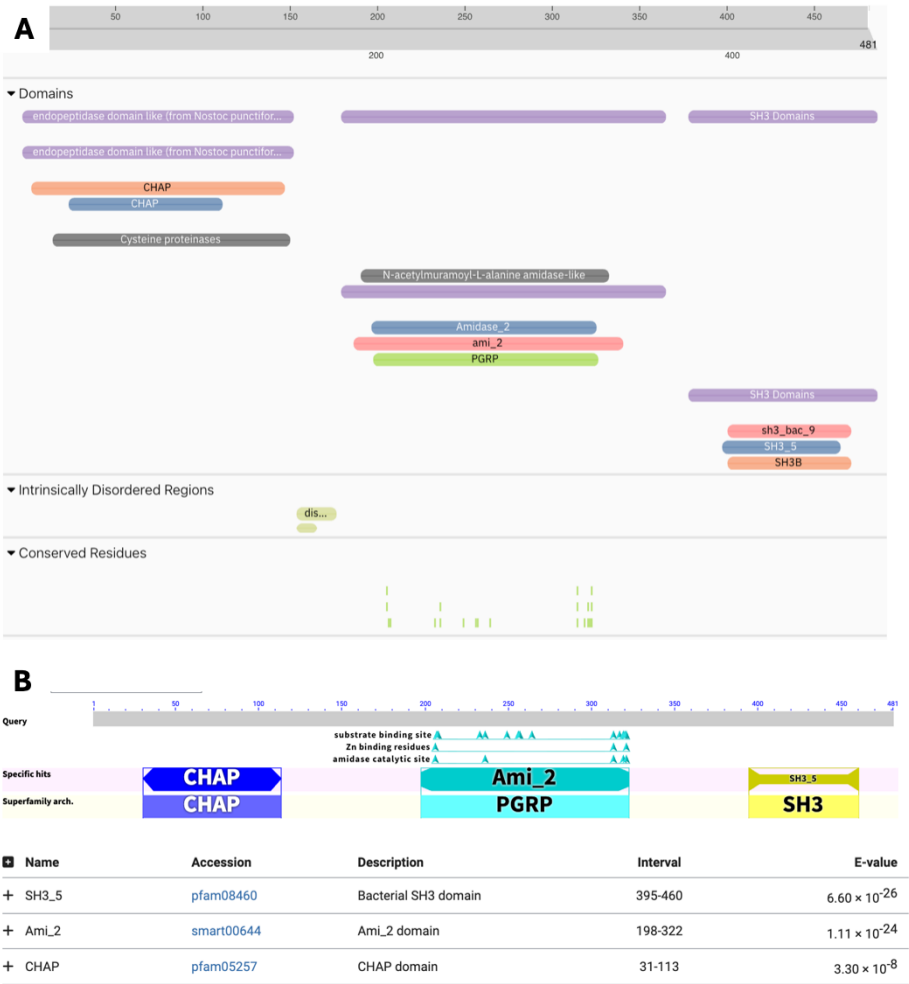 A
50 100 150 200 250 300 350 400 450
481
200 400
Domains
endopeptidase domain like (from Nostoc punctifor... SH3 Domains
endopeptidase domain like (from Nostoc punctifor...
CHAP
CHAP
Cysteine proteinases
N-acetylmuramoyl-L-alanine amidase-like
Amidase_2
ami_2
PGRP
SH3 Domains
sh3_bac_9
SH3_5
SH3B
Intrinsically Disordered Regions
dis...
Conserved Residues
B
1 50 100 150 200 250 300 350 400 450 481
Query
substrate binding site
Zn binding residues
amidase catalytic site
Specific hits CHAP Ami_2 SH3_5
Superfamily arch. CHAP PGRP SH3
Name Accession Description Interval E-value
+ SH3_5 pfam08460 Bacterial SH3 domain 395-460 6.60 × 10-26
+ Ami_2 smart00644 Ami_2 domain 198-322 1.11 × 10-24
+ CHAP pfam05257 CHAP domain 31-113 3.30 × 10-8